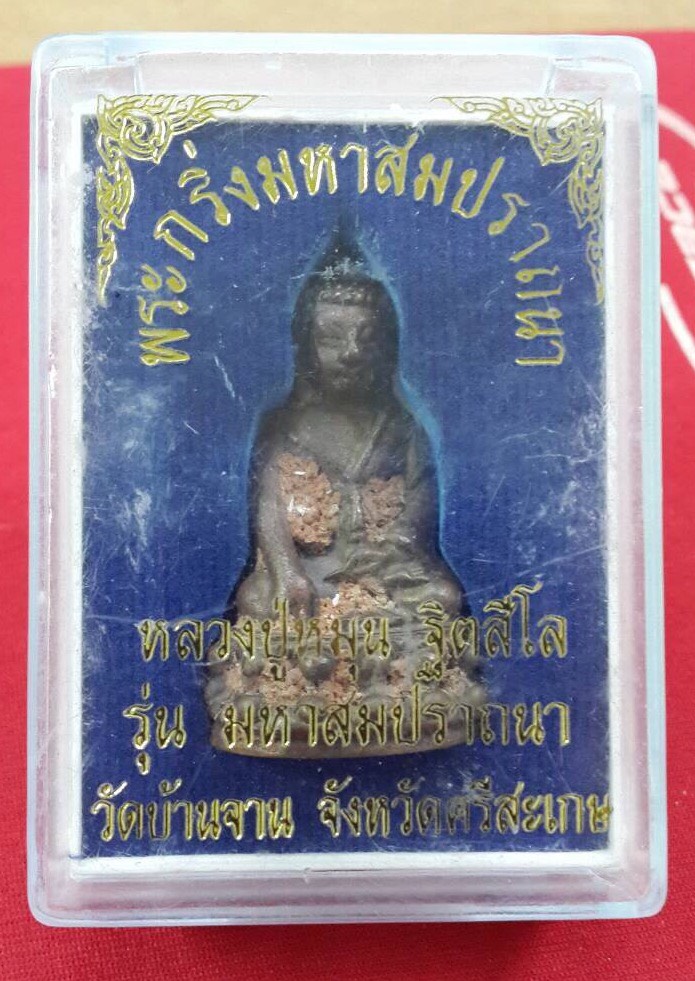 พระกริ่งมหาสมปรารถนา
หลวงปู่หมุน ฐิตสีโล
รุ่น มหาสมปรารถนา
วัดบ้านจาน จังหวัดศรีสะเกษ